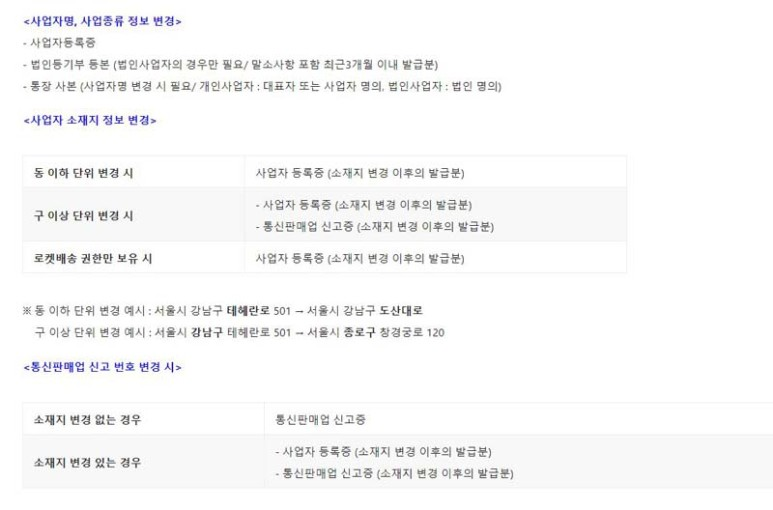 <사업자명, 사업종류 정보 변경>
- 사업자등록증
- 법인등기부 등본 (법인사업자의 경우만 필요/ 말소사항 포함 최근3개월 이내 발급분)
- 통장 사본 (사업자명 변경 시 필요/ 개인사업자 : 대표자 또는 사업자 명의, 법인사업자 : 법인 명의)
<사업자 소재지 정보 변경>
동 이하 단위 변경 시 사업자 등록증 (소재지 변경 이후의 발급분)
구 이상 단위 변경 시
- 사업자 등록증 (소재지 변경 이후의 발급분)
- 통신판매업 신고증 (소재지 변경 이후의 발급분)
로켓배송 권한만 보유 시 사업자 등록증 (소재지 변경 이후의 발급분)
※ 동 이하 단위 변경 예시 : 서울시 강남구 테헤란로 501 → 서울시 강남구 도산대로
구 이상 단위 변경 예시 : 서울시 강남구 테헤란로 501 → 서울시 종로구 창경궁로 120
<통신판매업 신고 번호 변경 시>
소재지 변경 없는 경우 통신판매업 신고증
소재지 변경 있는 경우
- 사업자 등록증 (소재지 변경 이후의 발급분)
- 통신판매업 신고증 (소재지 변경 이후의 발급분)